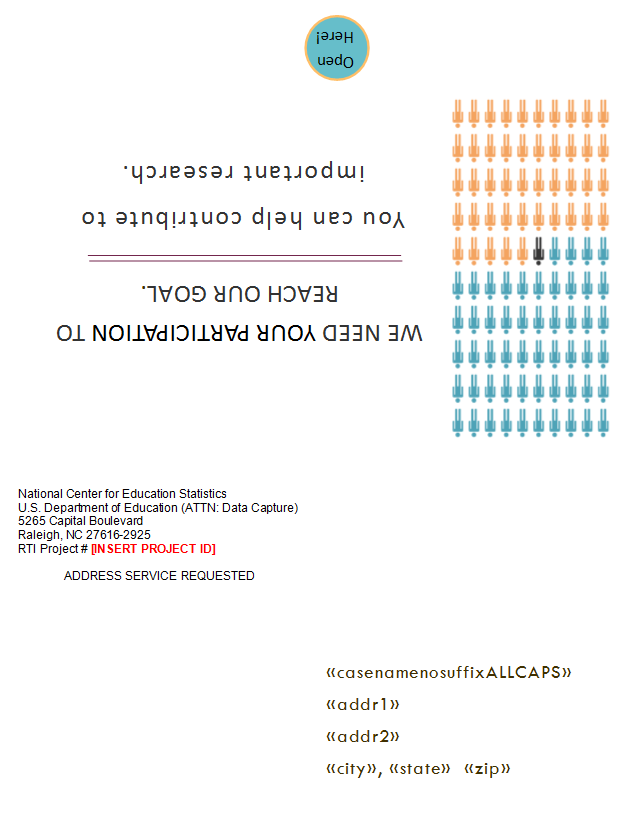 Open
Here!
WE NEED YOUR PARTICIPATION TO
REACH OUR GOAL.
You can help contribute to
important research.
National Center for Education Statistics
U.S. Department of Education (ATTN: Data Capture)
5265 Capital Boulevard
Raleigh, NC 27616-2925
RTI Project # [INSERT PROJECT ID]
ADDRESS SERVICE REQUESTED
«casenamenosuffixALLCAPS»
«addr1»
«addr2»
«city», «state» «zip»